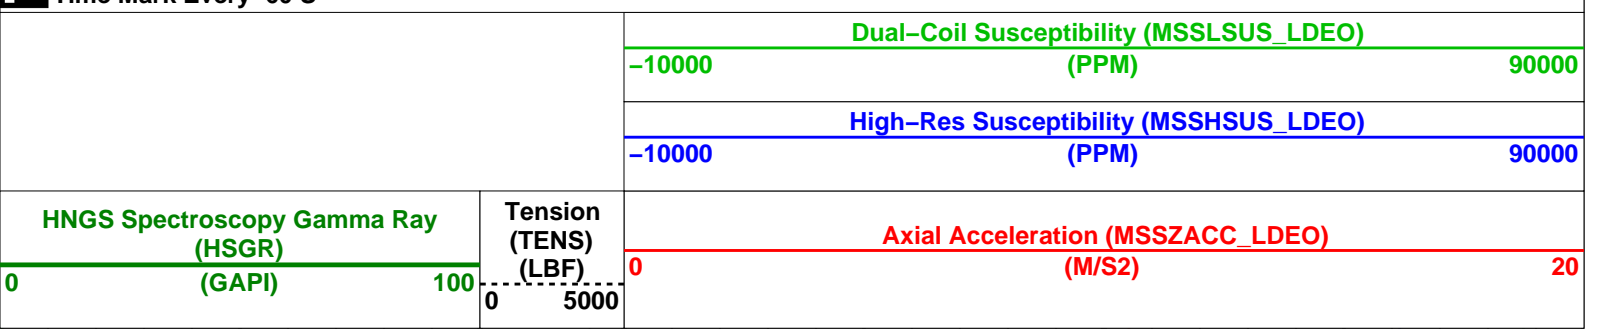 Dual−Coil Susceptibility (MSSLSUS_LDEO)
−10000 (PPM) 90000
High−Res Susceptibility (MSSHSUS_LDEO)
−10000 (PPM) 90000
HNGS Spectroscopy Gamma Ray
(HSGR)
0 (GAPI) 100
Tension
(TENS)
(LBF)
0 5000
Axial Acceleration (MSSZACC_LDEO)
0 (M/S2) 20